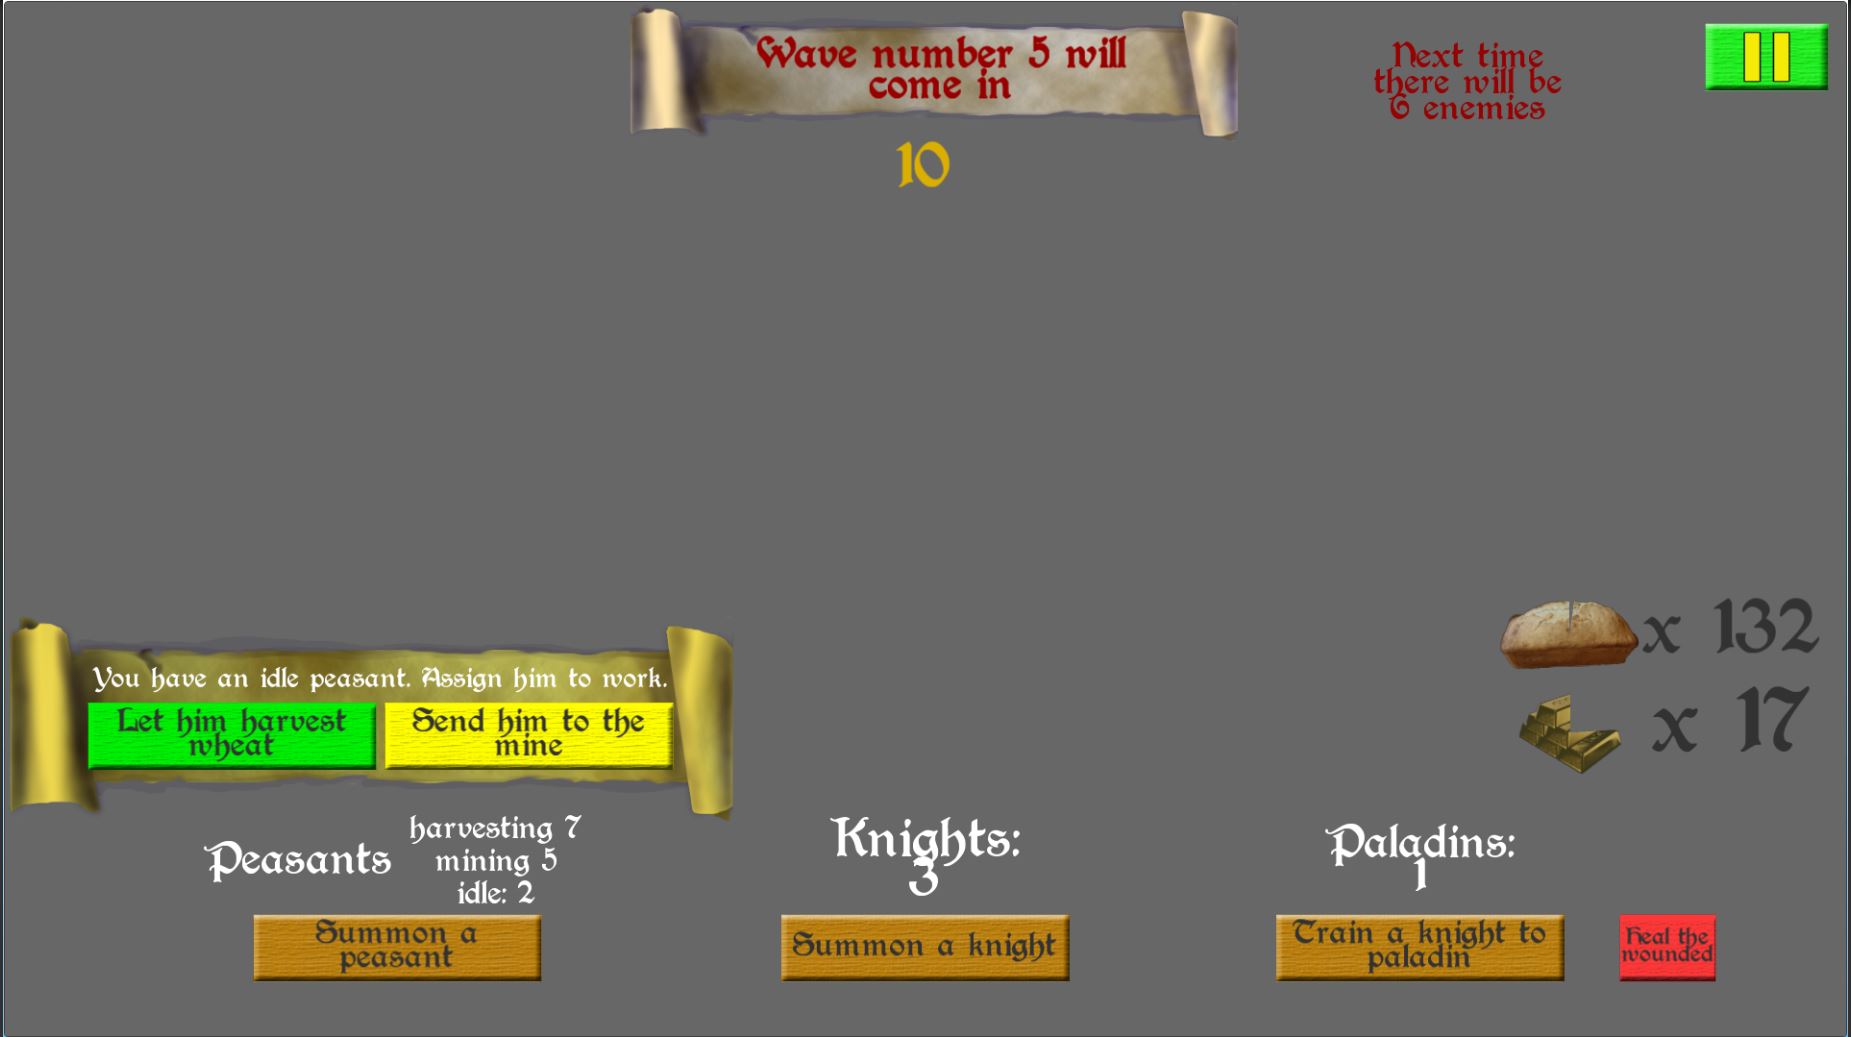 Wave number 5 will
come in
10
Next time
there will be
6 enemies
x 132
x 17
You have an idle peasant. Assign him to work.
Let him harvest
wheat
Send him to the
mine
Peasants
harvesting 7
mining 5
idle: 2
Summon a
peasant
Knights:
3
Summon a knight
Paladins:
1
Train a knight to
paladin
Heal the
wounded